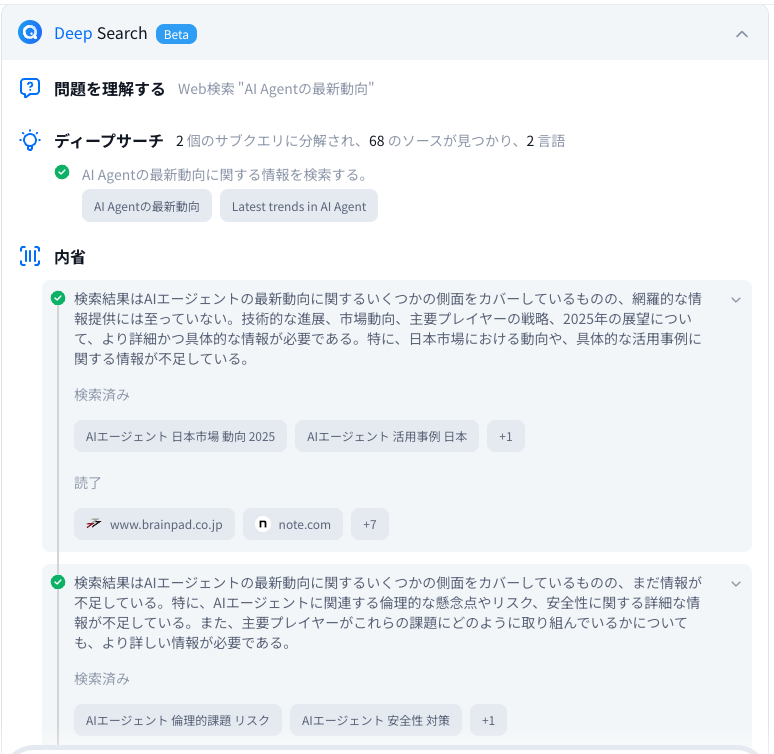 Deep Search Beta
問題を理解する Web検索 "AI Agentの最新動向"
ディープサーチ 2 個のサブクエリに分解され、68 のソースが見つかり、2 言語
AI Agentの最新動向に関する情報を検索する。
AI Agentの最新動向 Latest trends in AI Agent
内省
検索結果はAIエージェントの最新動向に関するいくつかの側面をカバーしているものの、網羅的な情
報提供には至っていない。技術的な進展、市場動向、主要プレイヤーの戦略、2025年の展望につい
て、より詳細かつ具体的な情報が必要である。特に、日本市場における動向や、具体的な活用事例に
関する情報が不足している。
検索済み
AIエージェント 日本市場 動向 2025 AIエージェント 活用事例 日本 +1
読了
www.brainpad.co.jp note.com +7
検索結果はAIエージェントの最新動向に関するいくつかの側面をカバーしているものの、まだ情報が
不足している。特に、AIエージェントに関連する倫理的な懸念点やリスク、安全性に関する詳細な情
報が不足している。また、主要プレイヤーがこれらの課題にどのように取り組んでいるかについて
も、より詳しい情報が必要である。
検索済み
AIエージェント 倫理的課題 リスク AIエージェント 安全性 対策 +1